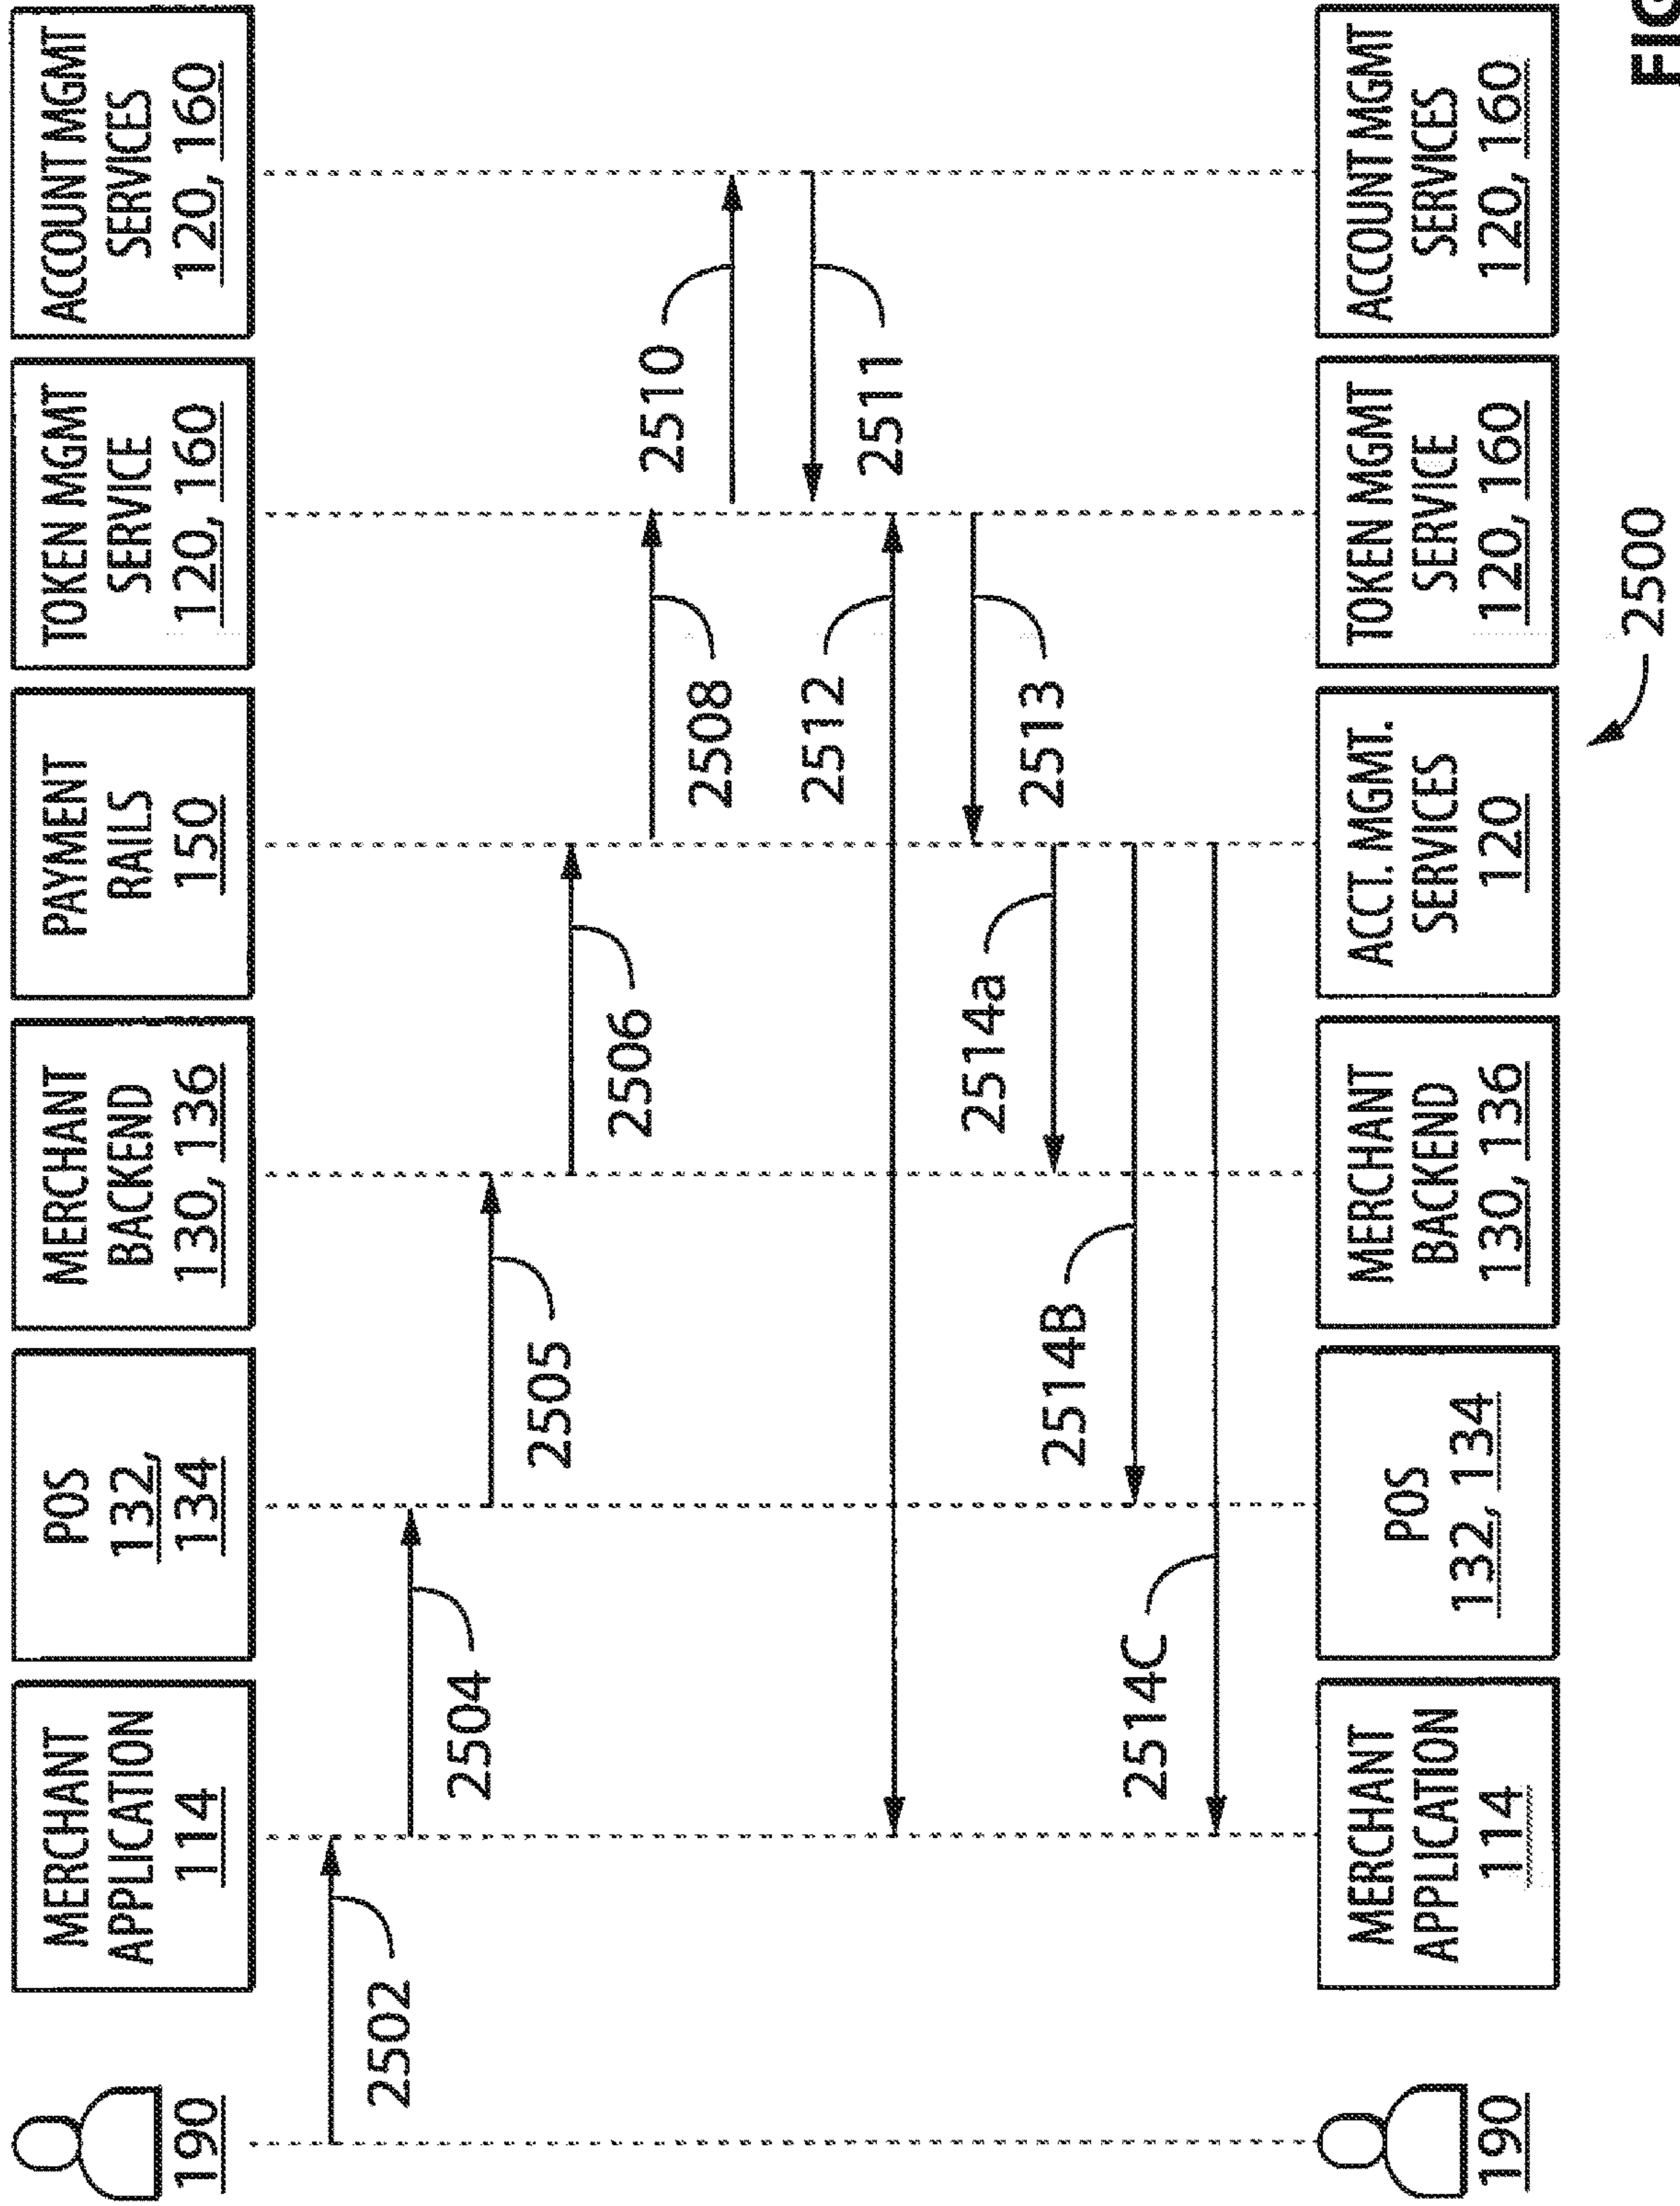 190
MERCHANT
APPLICATION
114
POS
132,
134
MERCHANT
BACKEND
130, 136
PAYMENT
RAILS
150
TOKEN MGMT
SERVICE
120, 160
ACCOUNT MGMT
SERVICES
120, 160
2502
2504
2505
2506
2508
2510
2511
2512
2513
2514a
2514B
2514C
190
MERCHANT
APPLICATION
114
POS
132, 134
MERCHANT
BACKEND
130, 136
ACCT. MGMT.
SERVICES
120
TOKEN MGMT
SERVICE
120, 160
ACCOUNT MGMT
SERVICES
120, 160
2500
FIG